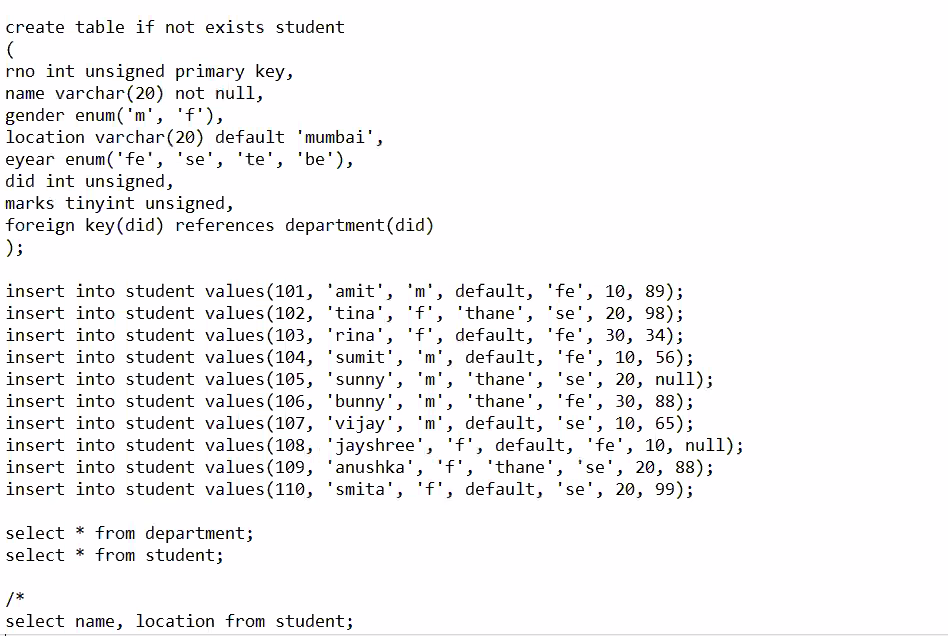 create table if not exists student
(
rno int unsigned primary key,
name varchar(20) not null,
gender enum('m', 'f'),
location varchar(20) default 'mumbai',
eyear enum('fe', 'se', 'te', 'be'),
did int unsigned,
marks tinyint unsigned,
foreign key(did) references department(did)
);
insert into student values(101, 'amit', 'm', default, 'fe', 10, 89);
insert into student values(102, 'tina', 'f', 'thane', 'se', 20, 98);
insert into student values(103, 'rina', 'f', default, 'fe', 30, 34);
insert into student values(104, 'sumit', 'm', default, 'fe', 10, 56);
insert into student values(105, 'sunny', 'm', 'thane', 'se', 20, null);
insert into student values(106, 'bunny', 'm', 'thane', 'fe', 30, 88);
insert into student values(107, 'vijay', 'm', default, 'se', 10, 65);
insert into student values(108, 'jayshree', 'f', default, 'fe', 10, null);
insert into student values(109, 'anushka', 'f', 'thane', 'se', 20, 88);
insert into student values(110, 'smita', 'f', default, 'se', 20, 99);
select * from department;
select * from student;
/*
select name, location from student;